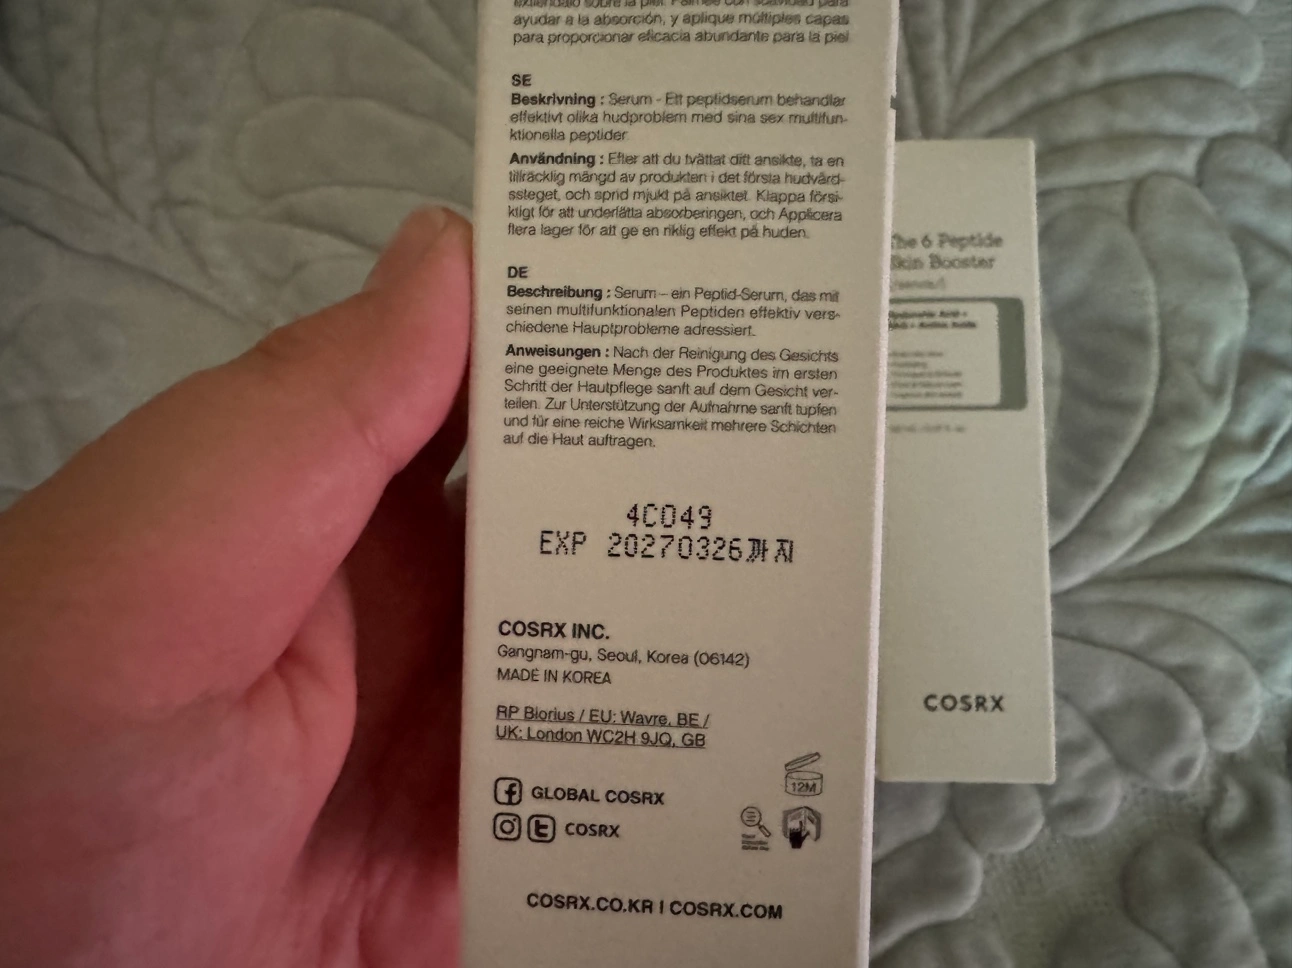 ayudar a la absorción, y aplique múltiples capas
para proporcionar eficacia abundante para la piel
SE
Beskrivning : Serum - Ett peptidserum behandlar
effektivt olika hudproblem med sina sex multifun-
ktionella peptider
Användning : Efter att du tvättat ditt ansikte, ta en
tillräcklig mängd av produkten i det första hudvård-
ssteget, och sprid mjukt på ansiktet. Klappa försi-
ktigt för att underlätta absorberingen, och Applicera
flera lager för att ge en riklig effekt på huden.
DE
Beschreibung : Serum – ein Peptid-Serum, das mit
seinen multifunktionalen Peptiden effektiv vers-
chiedene Hauptprobleme adressiert.
Anweisungen : Nach der Reinigung des Gesichts
eine geeignete Menge des Produktes im ersten
Schritt der Hautpflege sanft auf dem Gesicht ver-
teilen. Zur Unterstützung der Aufnahme sanft tupfen
und für eine reiche Wirksamkeit mehrere Schichten
auf die Haut auftragen.
4C049
EXP 20270326까지
COSRX INC.
Gangnam-gu, Seoul, Korea (06142)
MADE IN KOREA
RP Biorius / EU: Wavre, BE /
UK: London WC2H 9JQ, GB
12M
GLOBAL COSRX
COSRX
COSRX.CO.KR I COSRX.COM
The 6 Peptide
Skin Booster
COSRX